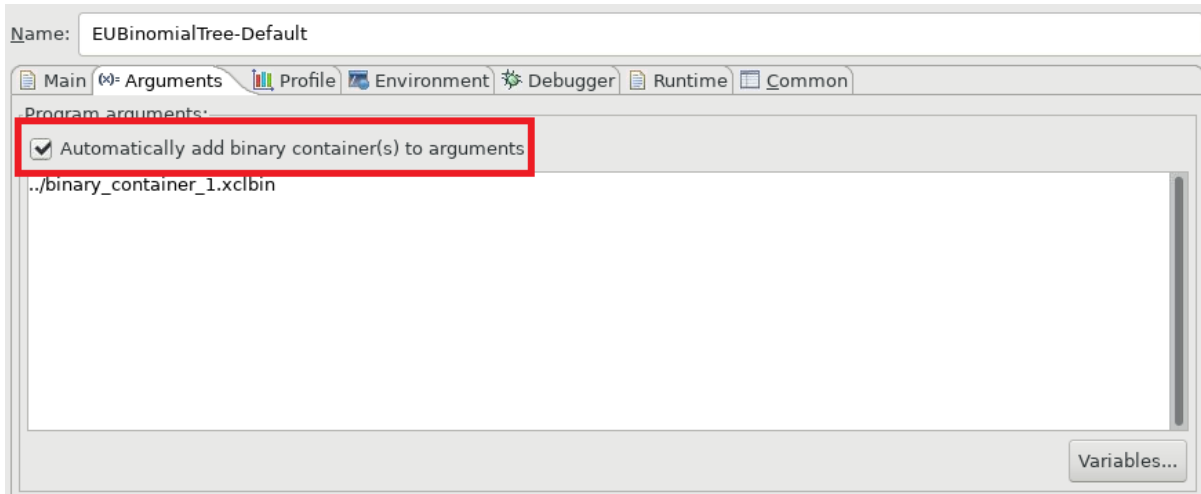 Name: EUBinomialTree-Default
Main (x)= Arguments Profile Environment Debugger Runtime Common
Program arguments:
Automatically add binary container(s) to arguments
../binary_container_1.xclbin
Variables...